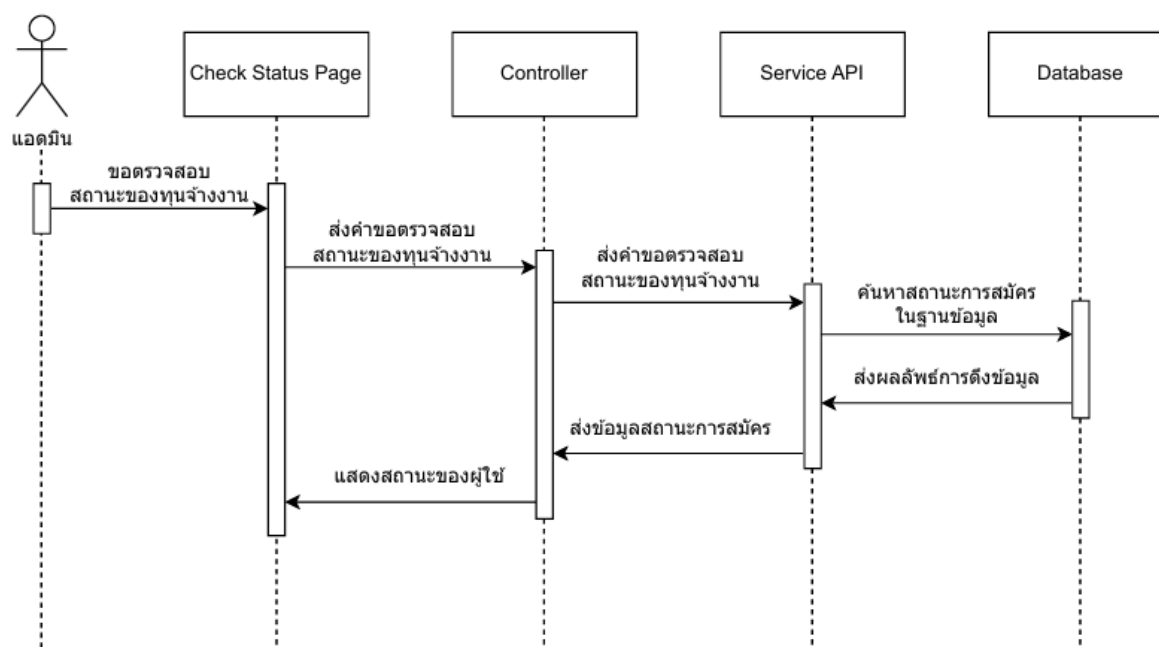 Check Status Page
Controller
Service API
Database
แอดมิน
ขอตรวจสอบ
สถานะของทุนจ้างงาน
ส่งคำขอตรวจสอบ
สถานะของทุนจ้างงาน
ส่งคำขอตรวจสอบ
สถานะของทุนจ้างงาน
ค้นหาสถานะการสมัคร
ในฐานข้อมูล
ส่งผลลัพธ์การดึงข้อมูล
ส่งข้อมูลสถานะการสมัคร
แสดงสถานะของผู้ใช้